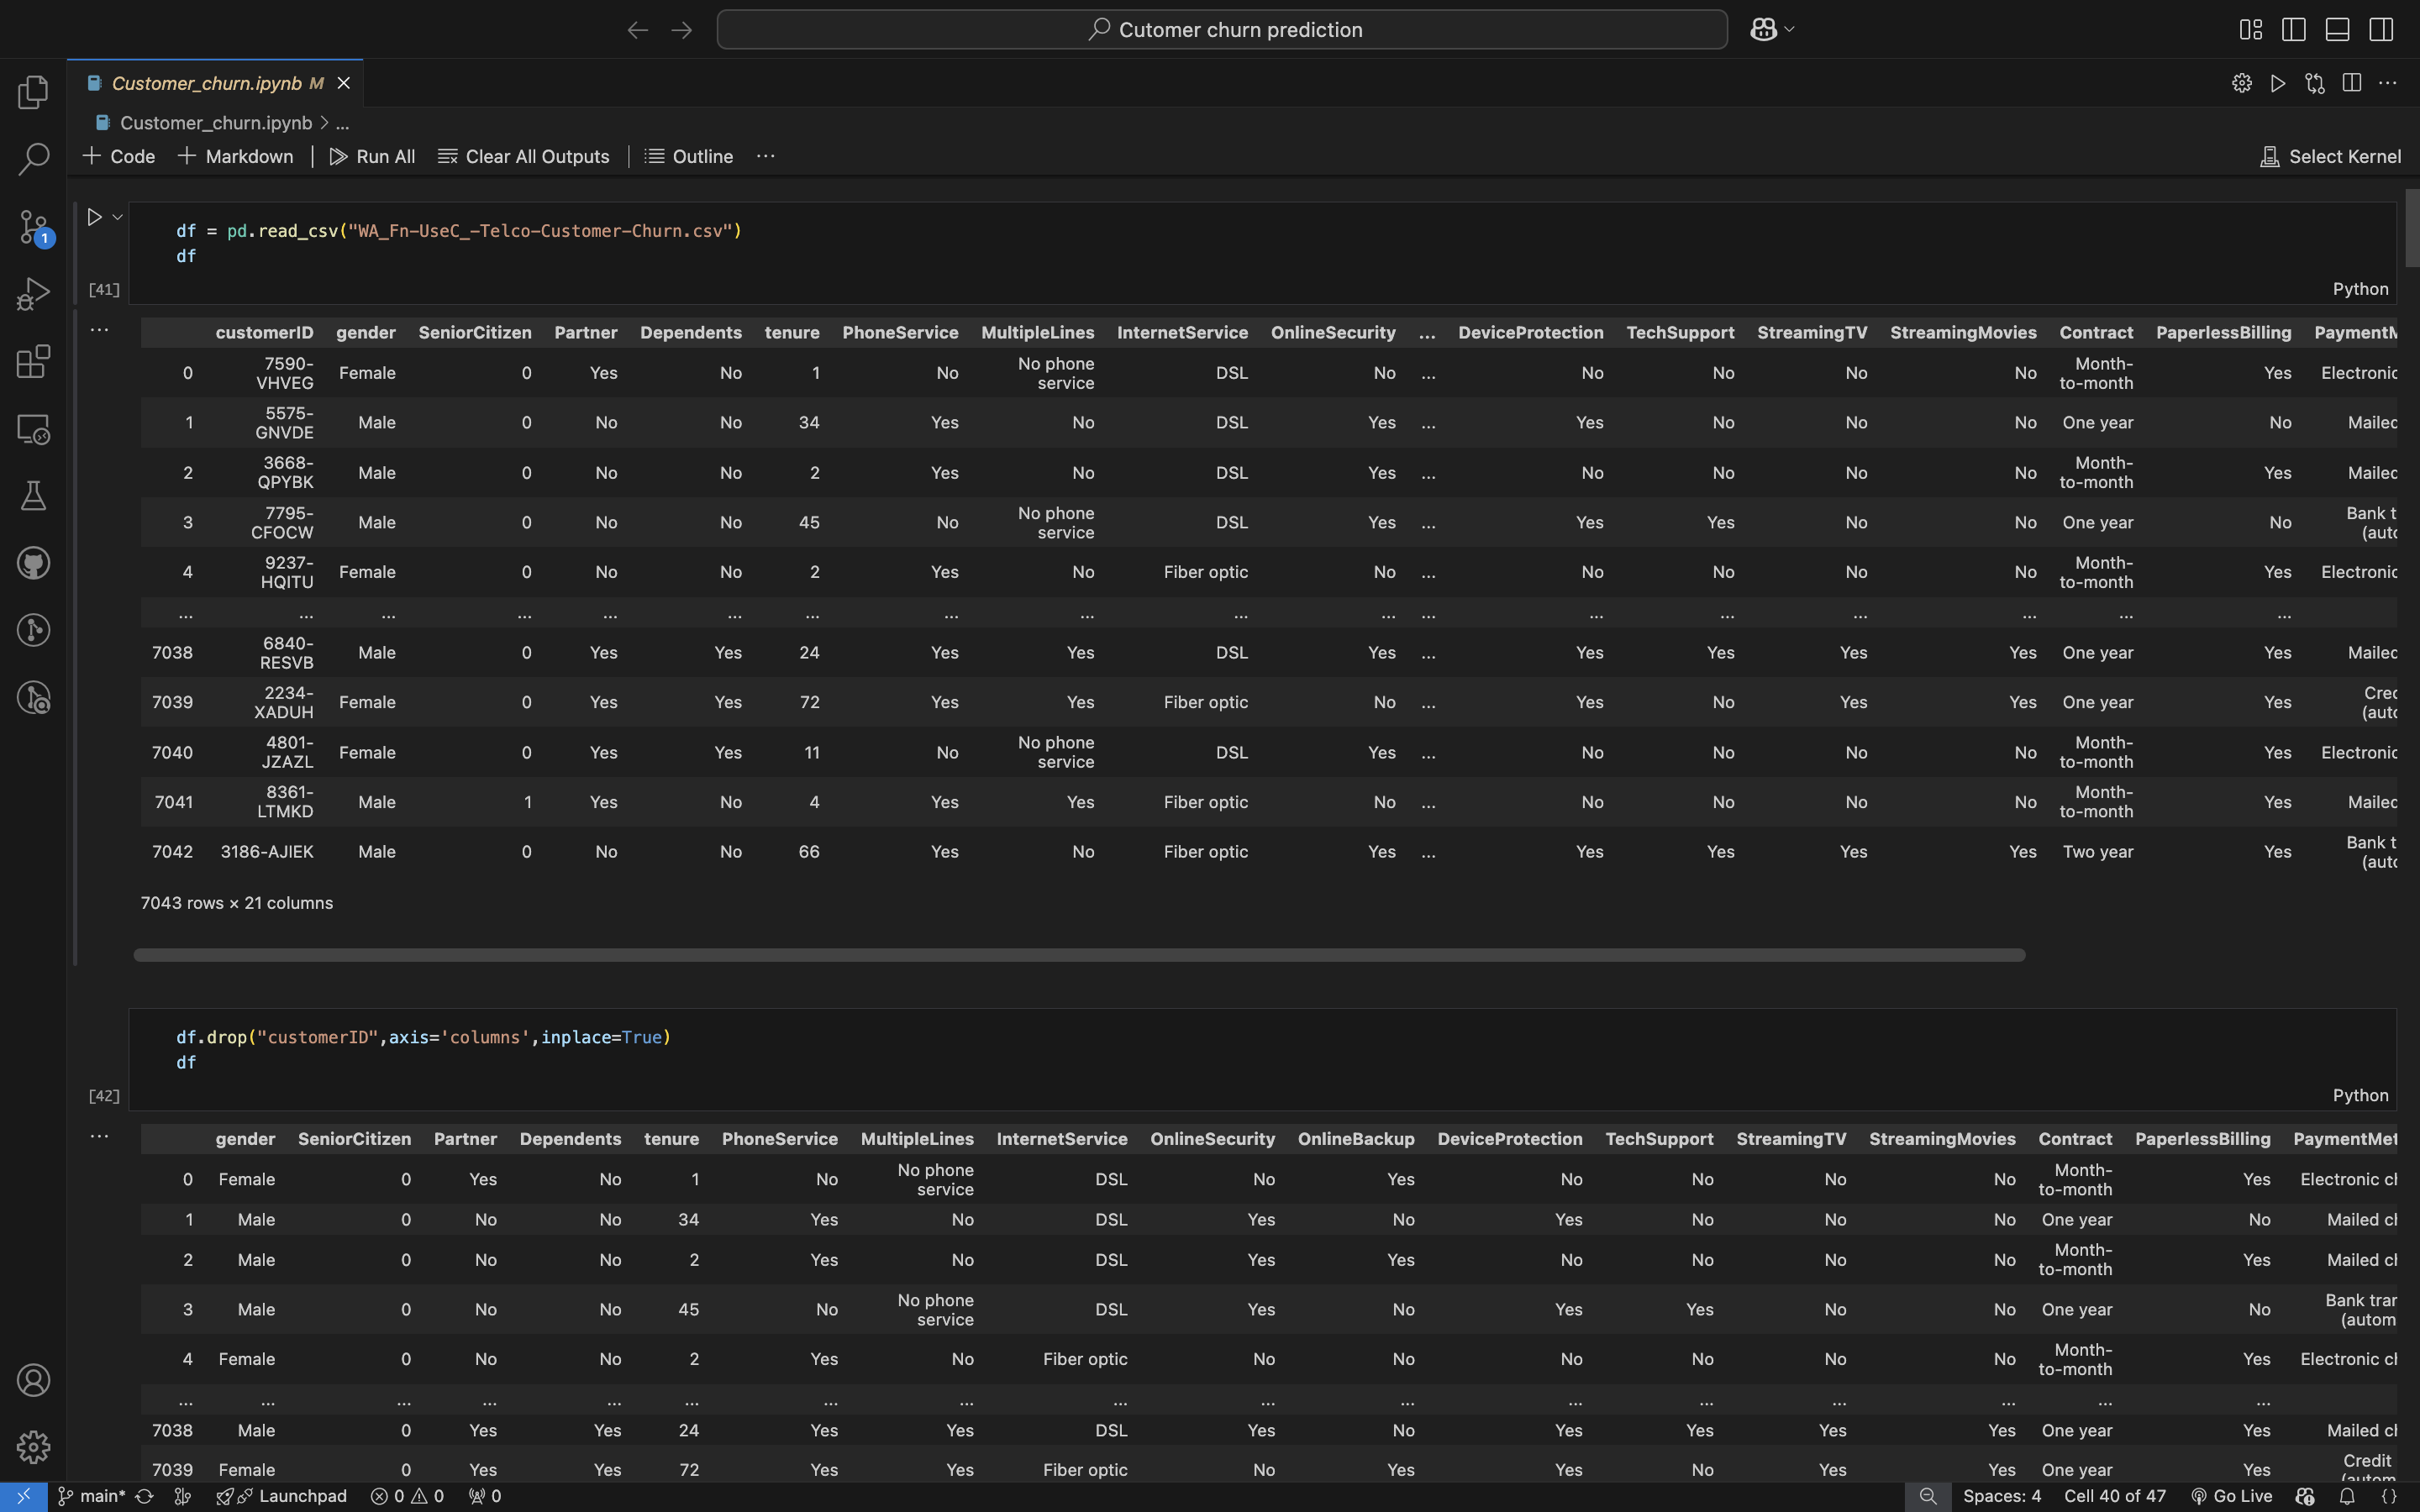 Cutomer churn prediction
Customer_churn.ipynb M
Customer_churn.ipynb > ...
Code Markdown Run All Clear All Outputs Outline ... Select Kernel
1
df = pd.read_csv("WA_Fn-UseC_-Telco-Customer-Churn.csv")
df
[41] Python
... customerID gender SeniorCitizen Partner Dependents tenure PhoneService MultipleLines InternetService OnlineSecurity ... DeviceProtection TechSupport StreamingTV StreamingMovies Contract PaperlessBilling PaymentM
0 7590-VHVEG Female 0 Yes No 1 No No phone service DSL No ... No No No No Month-to-month Yes Electronic
1 5575-GNVDE Male 0 No No 34 Yes No DSL Yes ... Yes No No No One year No Mailed
2 3668-QPYBK Male 0 No No 2 Yes No DSL Yes ... No No No No Month-to-month Yes Mailed
3 7795-CFOCW Male 0 No No 45 No No phone service DSL Yes ... Yes Yes No No One year No Bank t (auto
4 9237-HQITU Female 0 No No 2 Yes No Fiber optic No ... No No No No Month-to-month Yes Electronic
... ... ... ... ... ... ... ... ... ... ... ... ... ... ... ... ... ...
7038 6840-RESVB Male 0 Yes Yes 24 Yes Yes DSL Yes ... Yes Yes Yes Yes One year Yes Mailed
7039 2234-XADUH Female 0 Yes Yes 72 Yes Yes Fiber optic No ... Yes No Yes Yes One year Yes Cred (auto
7040 4801-JZAZL Female 0 Yes Yes 11 No No phone service DSL Yes ... No No No No Month-to-month Yes Electronic
7041 8361-LTMKD Male 1 Yes No 4 Yes Yes Fiber optic No ... No No No No Month-to-month Yes Mailed
7042 3186-AJIEK Male 0 No No 66 Yes No Fiber optic Yes ... Yes Yes Yes Yes Two year Yes Bank t (auto
7043 rows × 21 columns
df.drop("customerID",axis='columns',inplace=True)
df
[42] Python
... gender SeniorCitizen Partner Dependents tenure PhoneService MultipleLines InternetService OnlineSecurity OnlineBackup DeviceProtection TechSupport StreamingTV StreamingMovies Contract PaperlessBilling PaymentMet
0 Female 0 Yes No 1 No No phone service DSL No Yes No No No No Month-to-month Yes Electronic ch
1 Male 0 No No 34 Yes No DSL Yes No Yes No No No One year No Mailed ch
2 Male 0 No No 2 Yes No DSL Yes Yes No No No No Month-to-month Yes Mailed ch
3 Male 0 No No 45 No No phone service DSL Yes No Yes Yes No No One year No Bank tran (autom
4 Female 0 No No 2 Yes No Fiber optic No No No No No No Month-to-month Yes Electronic ch
... ... ... ... ... ... ... ... ... ... ... ... ... ... ... ... ...
7038 Male 0 Yes Yes 24 Yes Yes DSL Yes No Yes Yes Yes Yes One year Yes Mailed ch
7039 Female 0 Yes Yes 72 Yes Yes Fiber optic No Yes Yes No Yes Yes One year Yes Credit (autom
main* Launchpad 0 0 0 Spaces: 4 Cell 40 of 47 Go Live